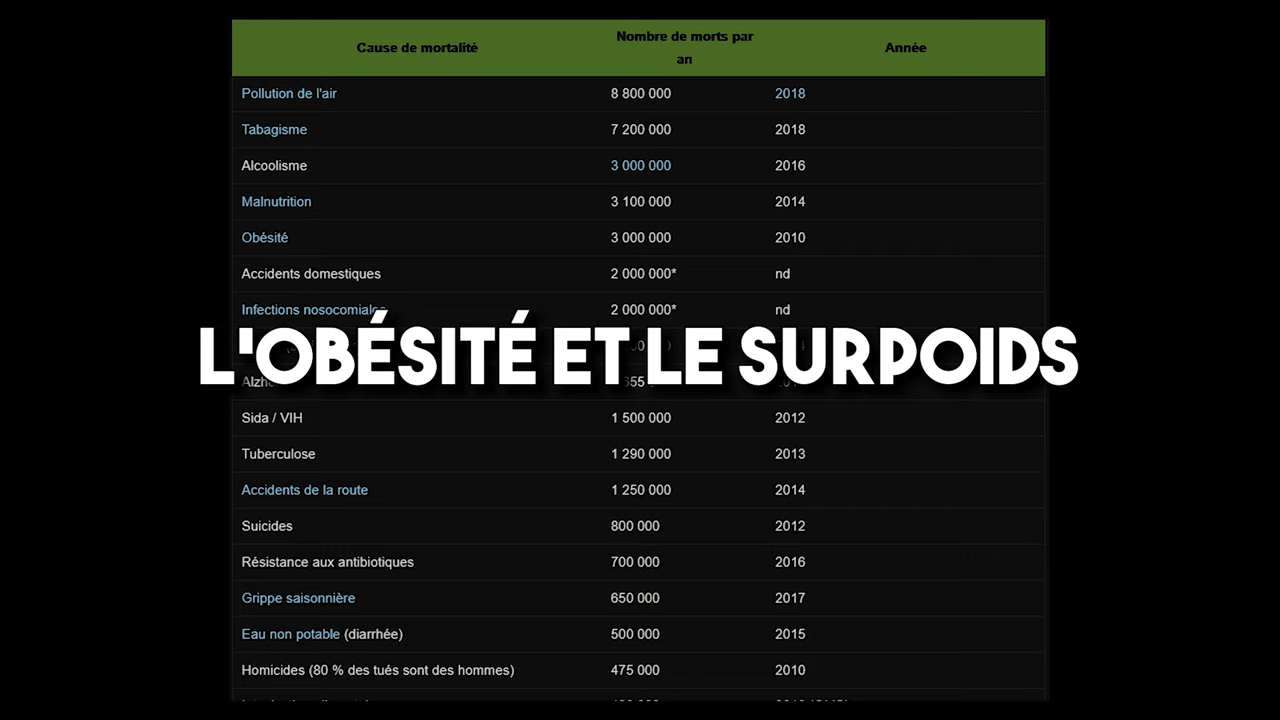 Cause de mortalité Nombre de morts par an Année
Pollution de l'air 8 800 000 2018
Tabagisme 7 200 000 2018
Alcoolisme 3 000 000 2016
Malnutrition 3 100 000 2014
Obésité 3 000 000 2010
Accidents domestiques 2 000 000* nd
Infections nosocomiales 2 000 000* nd
L'OBÉSITÉ ET LE SURPOIDS
Sida / VIH 1 500 000 2012
Tuberculose 1 290 000 2013
Accidents de la route 1 250 000 2014
Suicides 800 000 2012
Résistance aux antibiotiques 700 000 2016
Grippe saisonnière 650 000 2017
Eau non potable (diarrhée) 500 000 2015
Homicides (80 % des tués sont des hommes) 475 000 2010